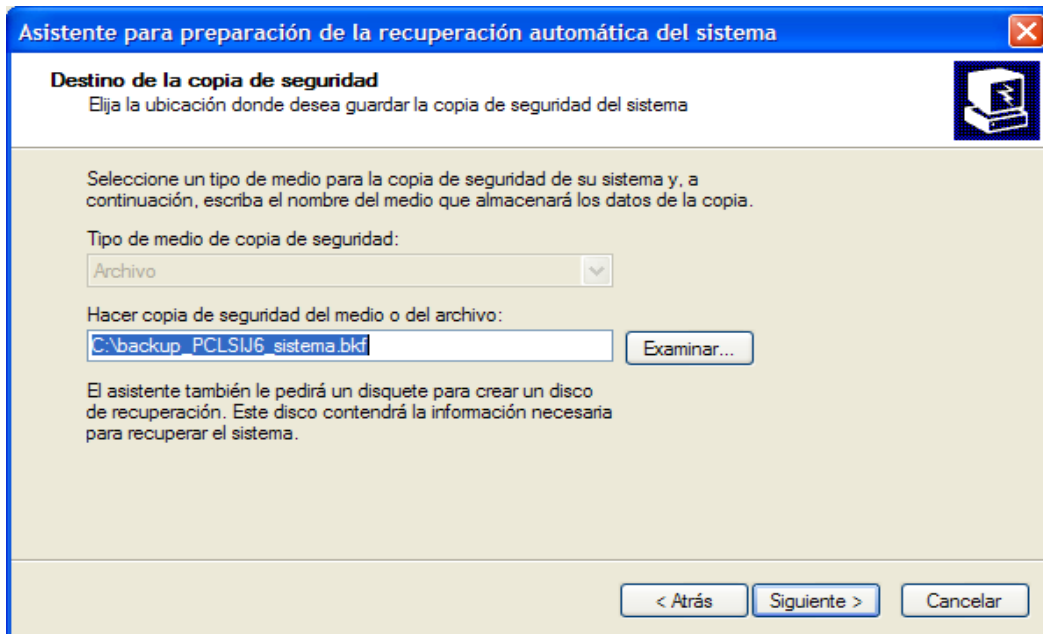 Asistente para preparación de la recuperación automática del sistema
Destino de la copia de seguridad
Elija la ubicación donde desea guardar la copia de seguridad del sistema
Seleccione un tipo de medio para la copia de seguridad de su sistema y, a
continuación, escriba el nombre del medio que almacenará los datos de la copia.
Tipo de medio de copia de seguridad:
Archivo
Hacer copia de seguridad del medio o del archivo:
C:\backup_PCLSIJ6_sistema.bkf
Examinar...
El asistente también le pedirá un disquete para crear un disco
de recuperación. Este disco contendrá la información necesaria
para recuperar el sistema.
< Atrás
Siguiente >
Cancelar